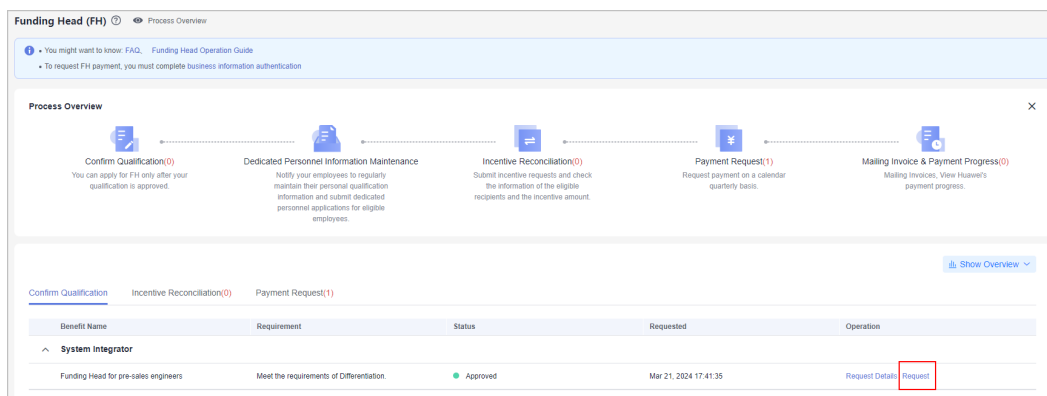 Funding Head (FH) Process Overview
• You might want to know: FAQ, Funding Head Operation Guide
• To request FH payment, you must complete business information authentication
Process Overview
Confirm Qualification(0)
You can apply for FH only after your
qualification is approved.
Dedicated Personnel Information Maintenance
Notify your employees to regularly
maintain their personal qualification
information and submit dedicated
personnel applications for eligible
employees.
Incentive Reconciliation(0)
Submit incentive requests and check
the information of the eligible
recipients and the incentive amount.
Payment Request(1)
Request payment on a calendar
quarterly basis.
Mailing Invoice & Payment Progress(0)
Mailing Invoices, View Huawei's
payment progress.
Show Overview
Confirm Qualification Incentive Reconciliation(0) Payment Request(1)
Benefit Name Requirement Status Requested Operation
System Integrator
Funding Head for pre-sales engineers Meet the requirements of Differentiation. Approved Mar 21, 2024 17:41:35 Request Details Request